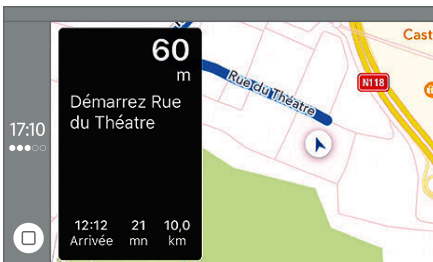 17:10
60
m
Démarrez Rue
du Théatre
12:12 21 10,0
Arrivée mn km
Rue du Théatre
N118
Cast